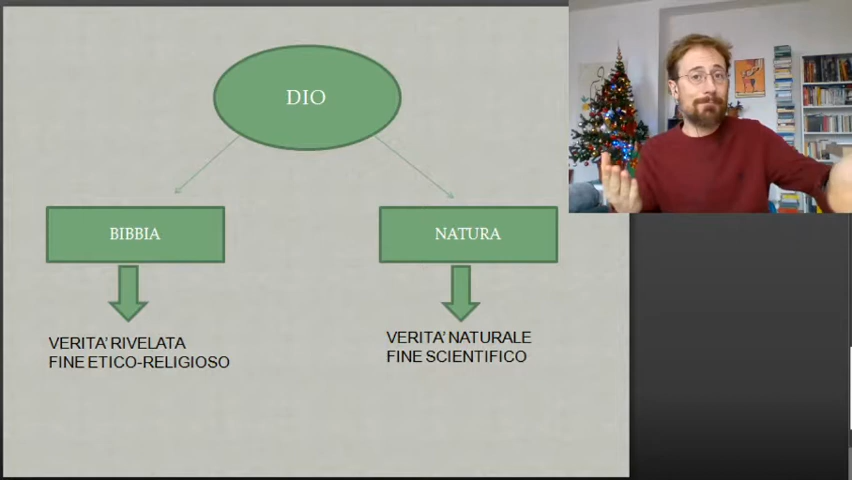 DIO
BIBBIA
NATURA
VERITA' RIVELATA
FINE ETICO-RELIGIOSO
VERITA' NATURALE
FINE SCIENTIFICO